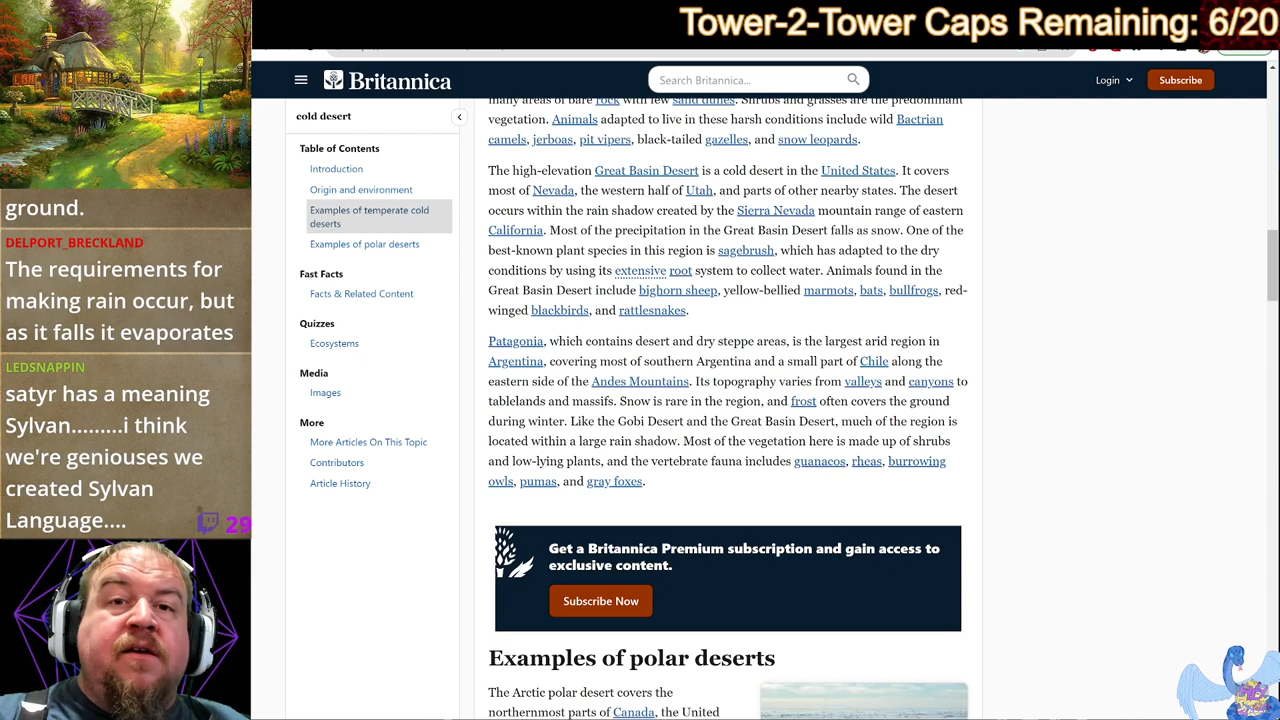 Tower-2-Tower Caps Remaining: 6/20
Britannica
Search Britannica...
Login
Subscribe
cold desert
Table of Contents
Introduction
Origin and environment
Examples of temperate cold
deserts
Examples of polar deserts
Fast Facts
Facts & Related Content
Quizzes
Ecosystems
Media
Images
More
More Articles On This Topic
Contributors
Article History
many areas of bare rock with few sand dunes. Shrubs and grasses are the predominant
vegetation. Animals adapted to live in these harsh conditions include wild Bactrian
camels, jerboas, pit vipers, black-tailed gazelles, and snow leopards.
The high-elevation Great Basin Desert is a cold desert in the United States. It covers
most of Nevada, the western half of Utah, and parts of other nearby states. The desert
occurs within the rain shadow created by the Sierra Nevada mountain range of eastern
California. Most of the precipitation in the Great Basin Desert falls as snow. One of the
best-known plant species in this region is sagebrush, which has adapted to the dry
conditions by using its extensive root system to collect water. Animals found in the
Great Basin Desert include bighorn sheep, yellow-bellied marmots, bats, bullfrogs, red-
winged blackbirds, and rattlesnakes.
Patagonia, which contains desert and dry steppe areas, is the largest arid region in
Argentina, covering most of southern Argentina and a small part of Chile along the
eastern side of the Andes Mountains. Its topography varies from valleys and canyons to
tablelands and massifs. Snow is rare in the region, and frost often covers the ground
during winter. Like the Gobi Desert and the Great Basin Desert, much of the region is
located within a large rain shadow. Most of the vegetation here is made up of shrubs
and low-lying plants, and the vertebrate fauna includes guanacos, rheas, burrowing
owls, pumas, and gray foxes.
Get a Britannica Premium subscription and gain access to
exclusive content.
Subscribe Now
Examples of polar deserts
The Arctic polar desert covers the
northernmost parts of Canada, the United
ground.
DELPORT_BRECKLAND
The requirements for
making rain occur, but
as it falls it evaporates
LEDSNAPPIN
satyr has a meaning
Sylvan.........i think
we're geniouses we
created Sylvan
Language....
29